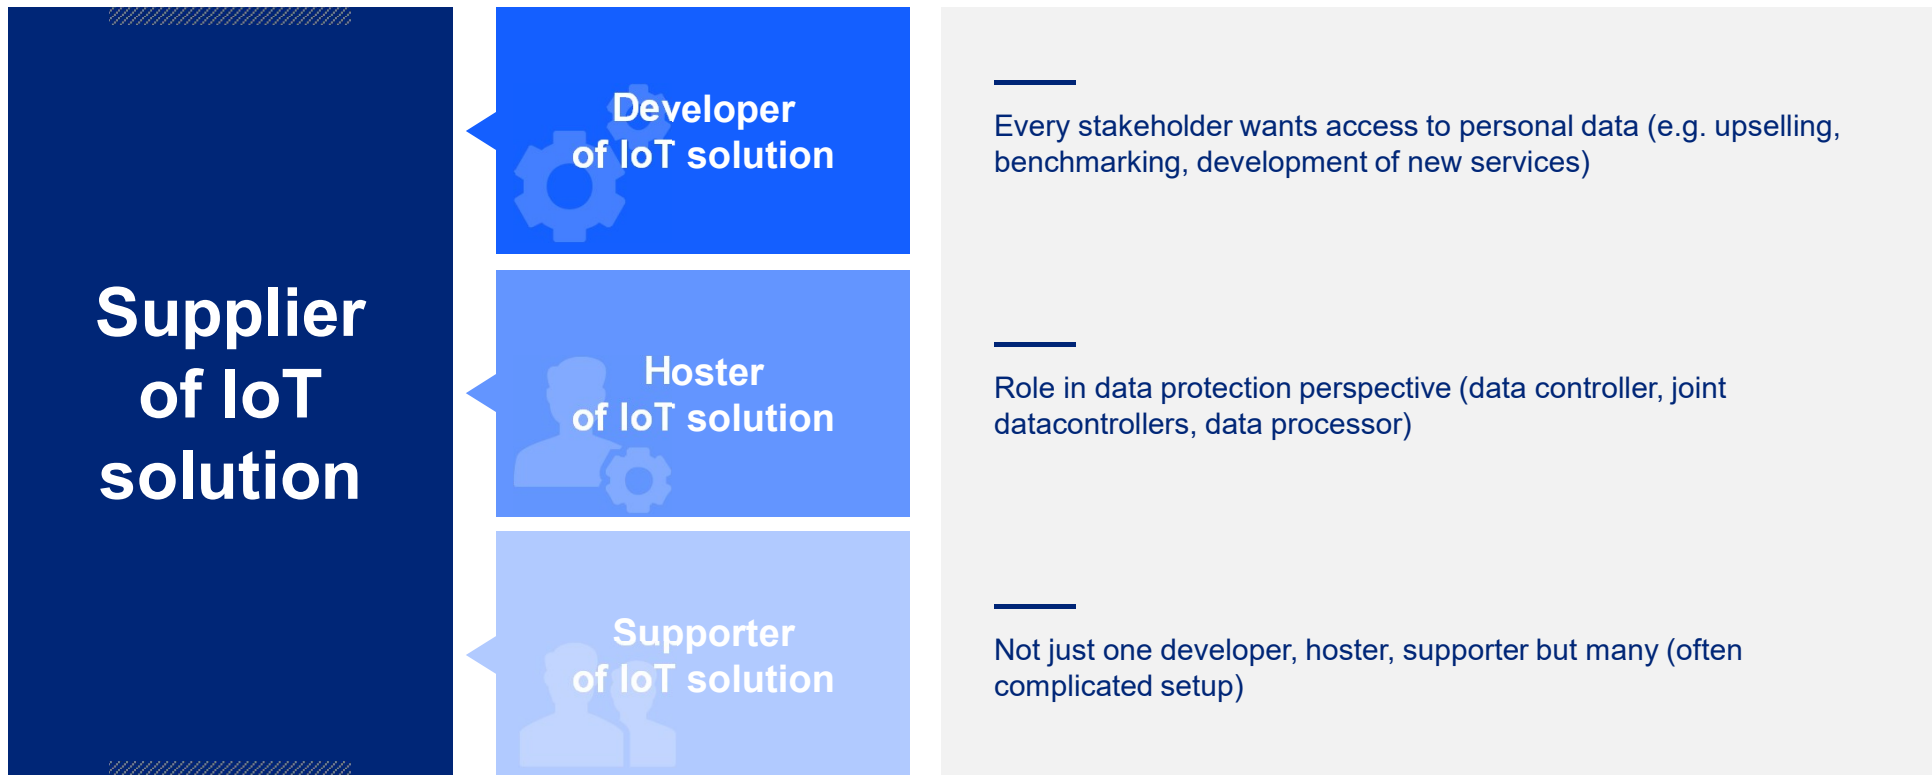 Supplier
of IoT
solution
Developer
of IoT solution
Hoster
of IoT solution
Supporter
of IoT solution
Every stakeholder wants access to personal data (e.g. upselling,
benchmarking, development of new services)
Role in data protection perspective (data controller, joint
datacontrollers, data processor)
Not just one developer, hoster, supporter but many (often
complicated setup)